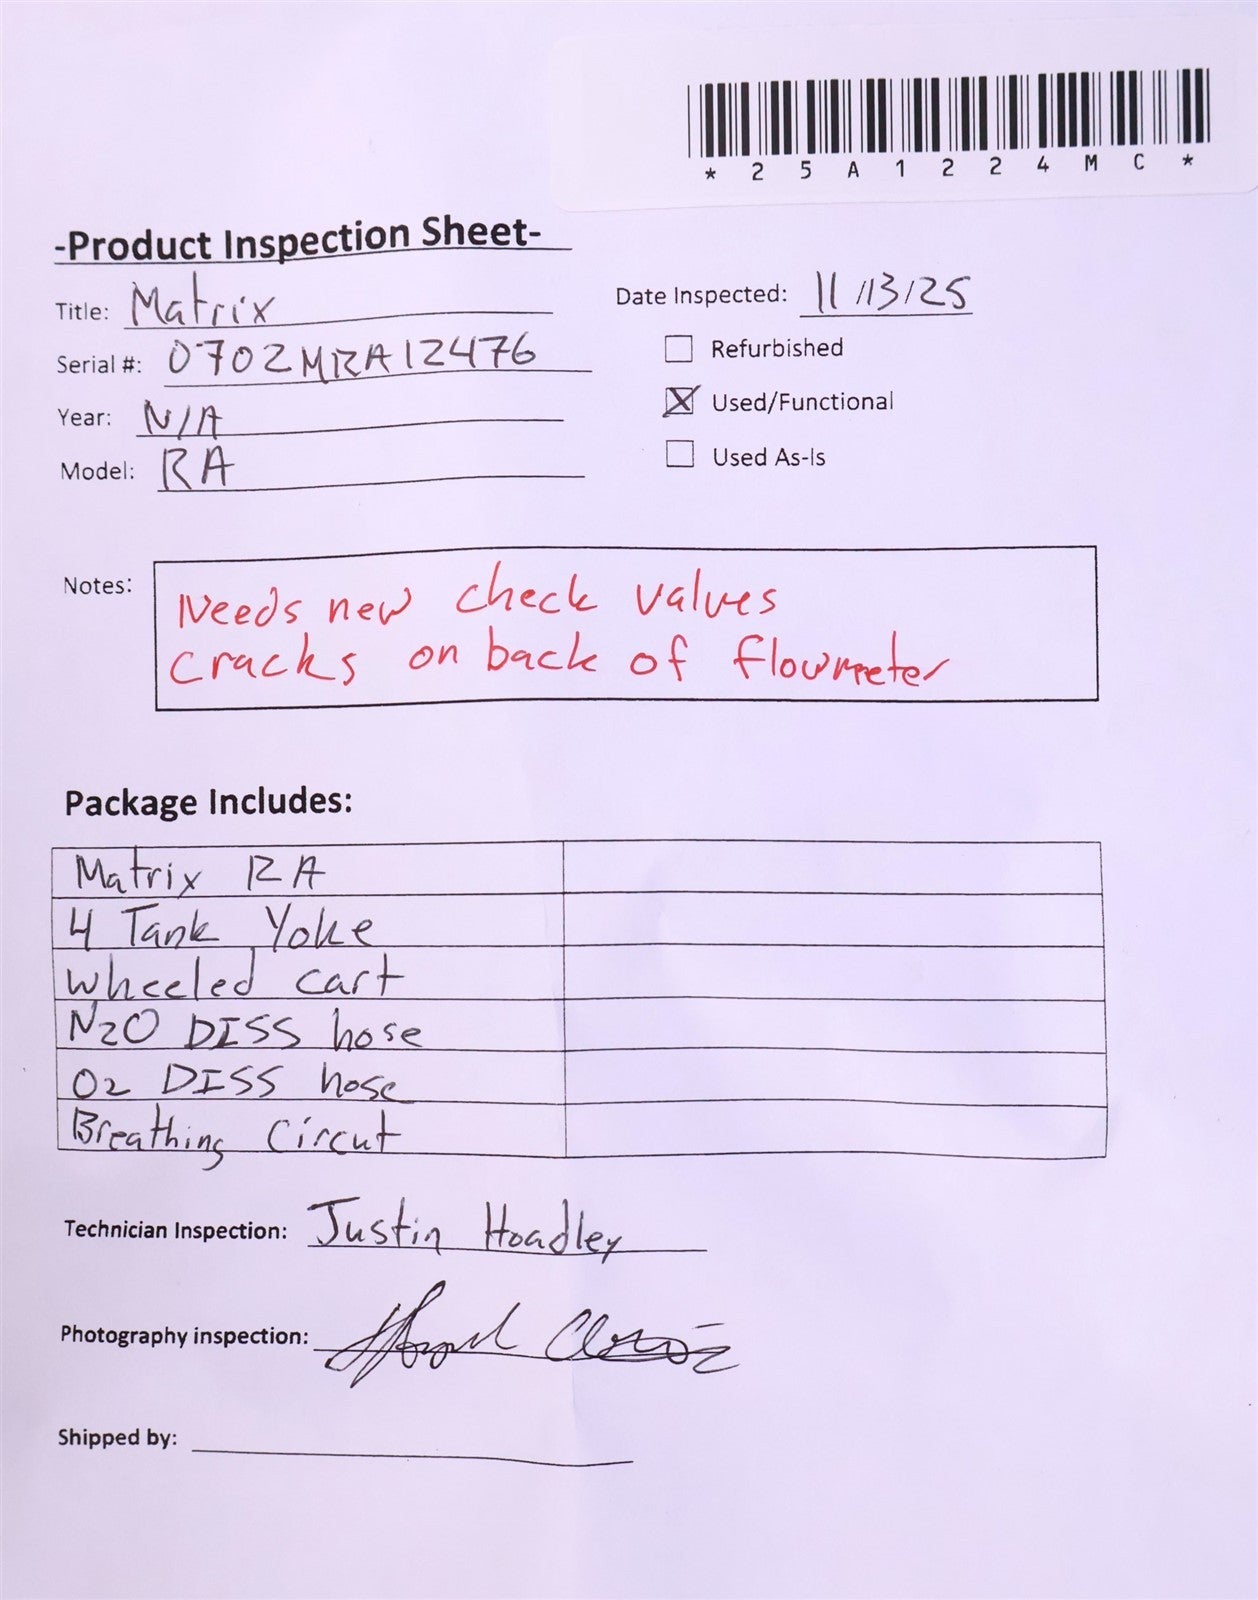 *25A1224MC*
-Product Inspection Sheet-
Title: Matrix
Date Inspected: 11/13/25
Serial #: 0702MRA12476
Refurbished
Year: N/A
Used/Functional
Model: RA
Used As-Is
Notes: Needs new check valves
cracks on back of flowmeter
Package Includes:
Matrix RA
4 Tank Yoke
Wheeled cart
N2O DISS hose
O2 DISS hose
Breathing Circut
Technician Inspection: Justin Hoadley
Photography inspection:
Shipped by: